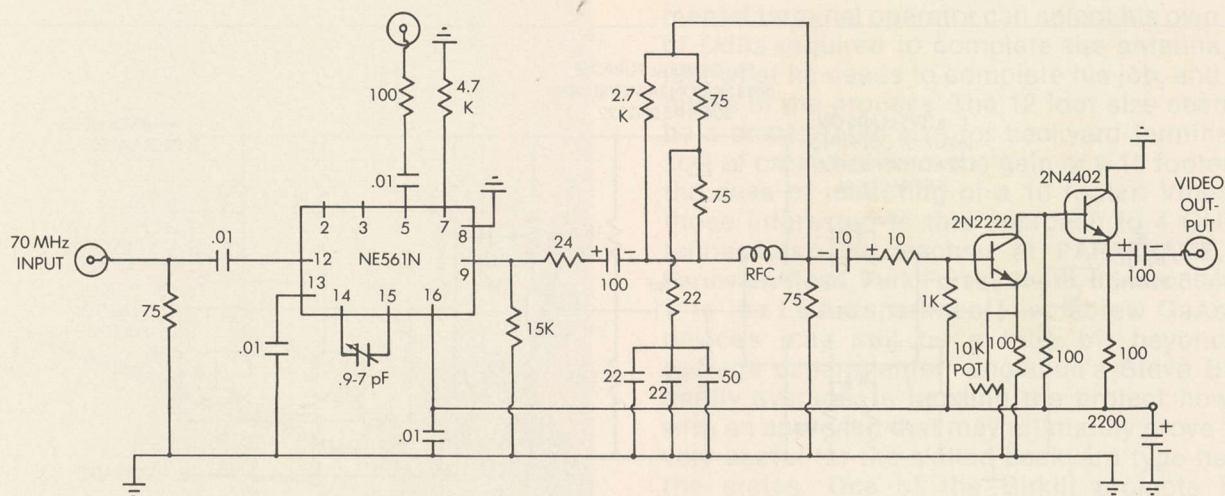 100
4.7
K
.01
2.7
K
75
75
2N4402
2N2222
VIDEO
OUT-
PUT
70 MHz
INPUT
.01
2
3
5
7
8
NE561N
12
9
13
14
15
16
24
+
-
100
RFC
-
10
+
10
+
-
100
75
.01
.9-7 pF
15K
22
75
1K
100
100
100
10K
POT
22
22
50
.01
2200
+
-